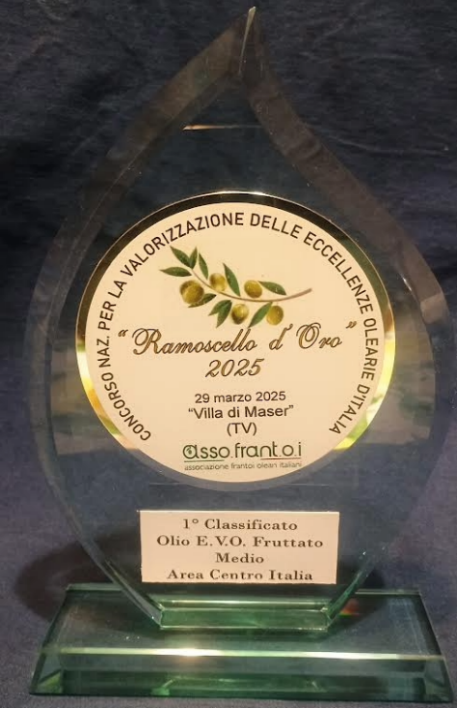 CONCORSO NAZ. PER LA VALORIZZAZIONE DELLE ECCELLENZE OLEARIE D'ITALIA
"Ramoscello d'Oro"
2025
29 marzo 2025
"Villa di Maser"
(TV)
asso.frantoi
associazione frantoi oleari italiani
1° Classificato
Olio E.V.O. Fruttato
Medio
Area Centro Italia